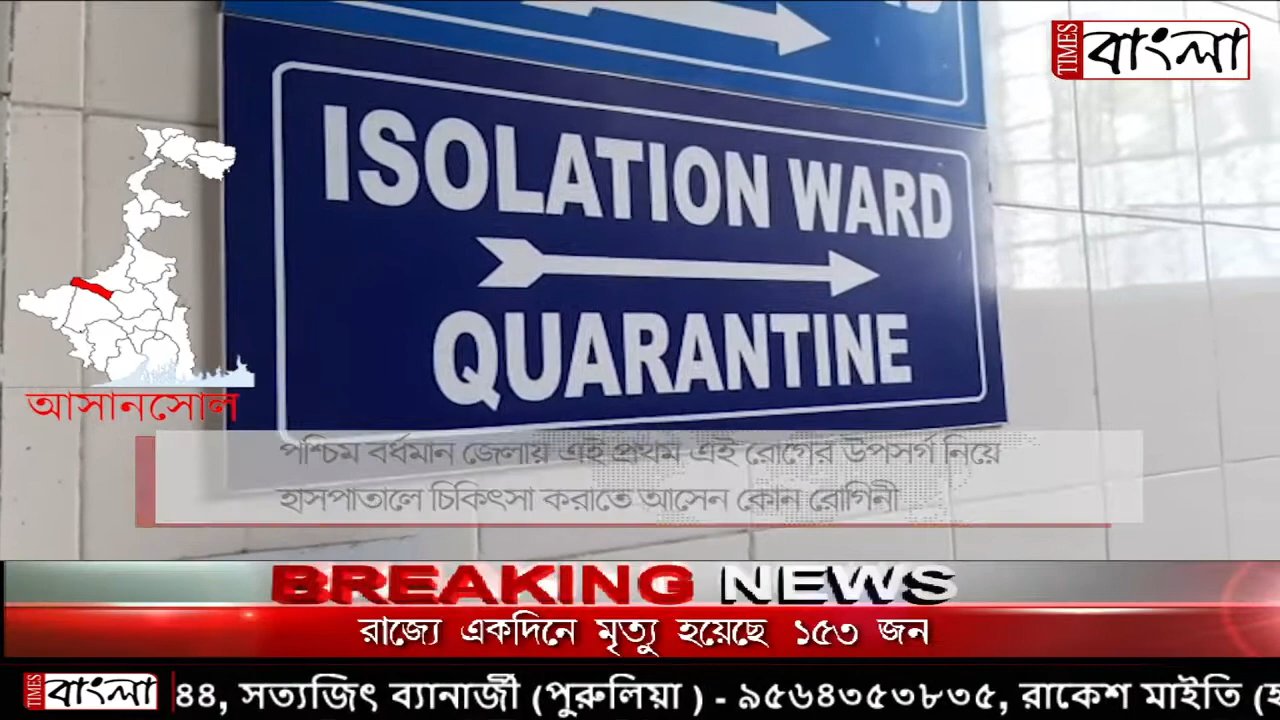 TIMES বাংলা
ISOLATION WARD
QUARANTINE
আসানসোল
পশ্চিম বর্ধমান জেলায় এই প্রথম এই রোগের উপসর্গ নিয়ে
হাসপাতালে চিকিৎসা করাতে আসেন কোন রোগিনী
BREAKING NEWS
রাজ্যে একদিনে মৃত্যু হয়েছে ১৫৩ জন
TIMES বাংলা ৪৪, সত্যজিৎ ব্যানার্জী (পুরুলিয়া ) - ৯৫৬৪৩৫৩৮৩৫, রাকেশ মাইতি (হ